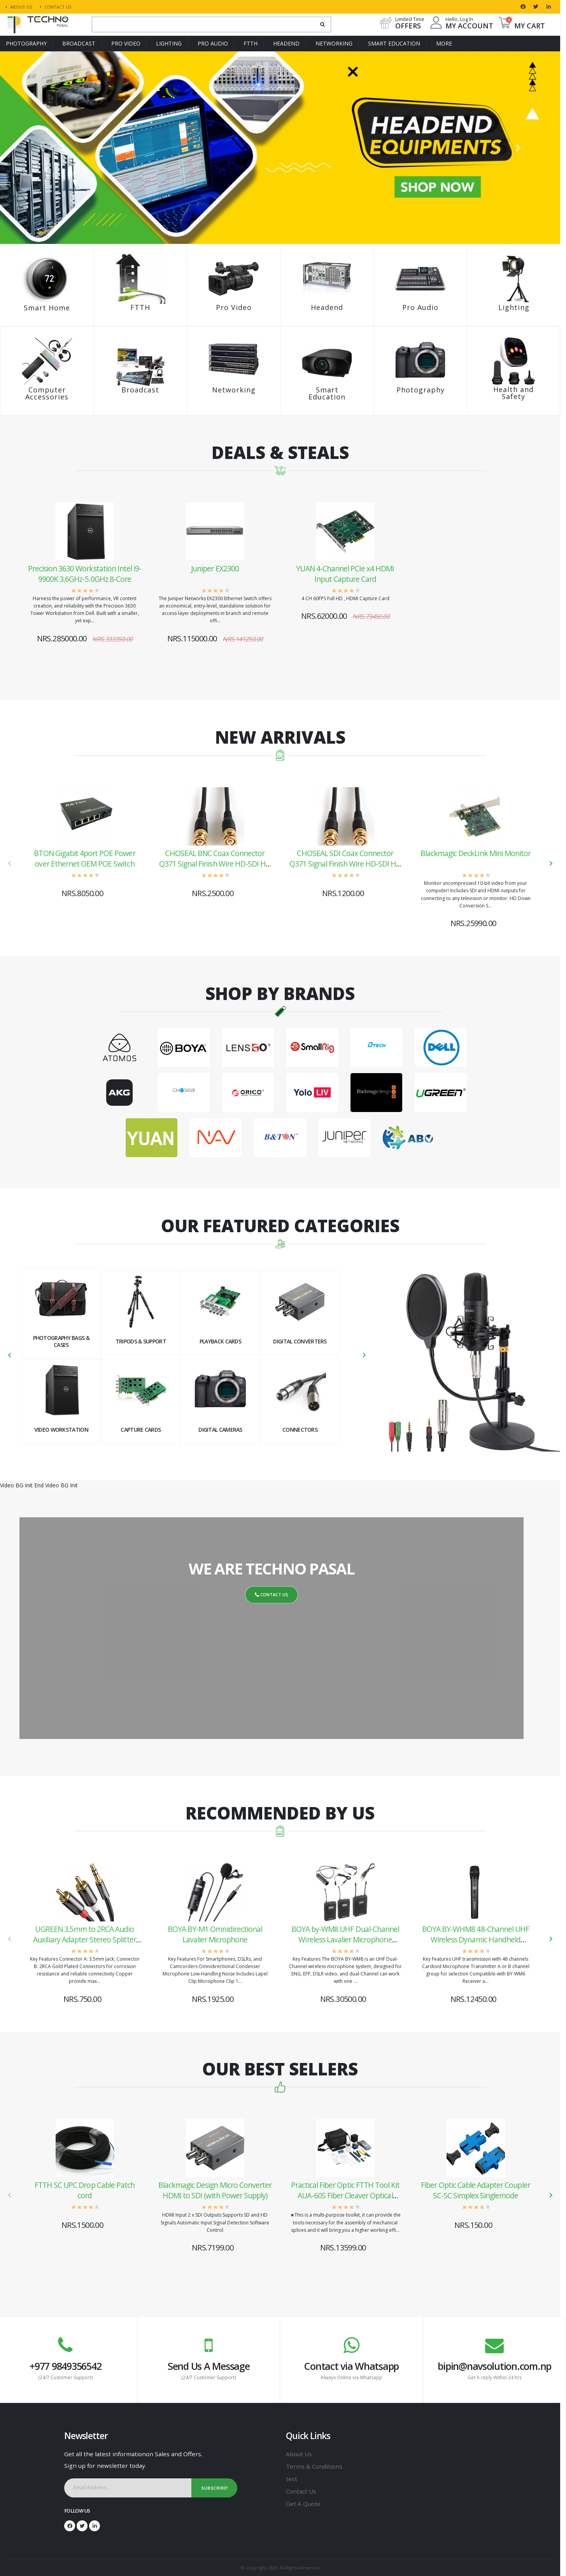 ABOUT US
CONTACT US
TECHNO
PASAL
Limited Time
OFFERS
Hello, Log In
MY ACCOUNT
MY CART
PHOTOGRAPHY
BROADCAST
PRO VIDEO
LIGHTING
PRO AUDIO
FTTH
HEADEND
NETWORKING
SMART EDUCATION
MORE
HEADEND
EQUIPMENTS
SHOP NOW
72
Smart Home
FTTH
Pro Video
Headend
Pro Audio
Lighting
Computer
Accessories
Broadcast
Networking
Smart
Education
Photography
Health and
Safety
DEALS & STEALS
Precision 3630 Workstation Intel i9-
9900K 3.6GHz-5.0GHz 8-Core
Harness the power of performance, VR content
creation, and reliability with the Precision 3630
Tower Workstation from Dell. Built with a smaller,
yet exp...
NRS.285000.00 NRS.333350.00
Juniper EX2300
The Juniper Networks EX2300 Ethernet Switch offers
an economical, entry-level, standalone solution for
access-layer deployments in branch and remote
offi...
NRS.115000.00 NRS.141250.00
YUAN 4-Channel PCIe x4 HDMI
Input Capture Card
4 CH 60FPS Full HD , HDMI Capture Card
NRS.62000.00 NRS.73450.00
NEW ARRIVALS
BTON Gigabit 4port POE Power
over Ethernet OEM POE Switch
NRS.8050.00
CHOSEAL BNC Coax Connector
Q371 Signal Finish Wire HD-SDI H...
NRS.2500.00
CHOSEAL SDI Coax Connector
Q371 Signal Finish Wire HD-SDI H...
NRS.1200.00
Blackmagic DeckLink Mini Monitor
Monitor uncompressed 10-bit video from your
computer! Includes SDI and HDMI outputs for
connecting to any television or monitor. HD Down
Conversion S...
NRS.25990.00
SHOP BY BRANDS
ATOMOS
BOYA
LENSGO
SmallRig
DTECH
DELL
AKG
CHOSEAL
ORICO
Yolo LIV
Blackmagicdesign
UGREEN
YUAN
NAV
B&TON
JUNIPER
NETWORKS
ABO
OUR FEATURED CATEGORIES
PHOTOGRAPHY BAGS &
CASES
TRIPODS & SUPPORT
PLAYBACK CARDS
DIGITAL CONVERTERS
VIDEO WORKSTATION
CAPTURE CARDS
DIGITAL CAMERAS
CONNECTORS
Video BG Init End Video BG Init
WE ARE TECHNO PASAL
CONTACT US
RECOMMENDED BY US
UGREEN 3.5mm to 2RCA Audio
Auxiliary Adapter Stereo Splitter...
Key Features Connector A: 3.5mm Jack; Connector
B: 2RCA Gold Plated Connectors for corrosion
resistance and reliable connectivity Copper
provide max...
NRS.750.00
BOYA BY-M1 Omnidirectional
Lavalier Microphone
Key Features For Smartphones, DSLRs, and
Camcorders Omnidirectional Condenser
Microphone Low Handling Noise Includes Lapel
Clip Microphone Clip T...
NRS.1925.00
BOYA by-WM8 UHF Dual-Channel
Wireless Lavalier Microphone...
Key Features The BOYA BY-WM8 is an UHF Dual-
Channel wireless microphone system, designed for
ENG, EFP, DSLR video, and dual-Channel can work
with one ...
NRS.30500.00
BOYA BY-WHM8 48-Channel UHF
Wireless Dynamic Handheld...
Key Features UHF transmission with 48 channels
Cardioid Microphone Transmitter A or B channel
group for selection Compatible with BY-WM6
Receiver a...
NRS.12450.00
OUR BEST SELLERS
FTTH SC UPC Drop Cable Patch
cord
NRS.1500.00
Blackmagic Design Micro Converter
HDMI to SDI (with Power Supply)
HDMI Input 2 x SDI Outputs Supports SD and HD
Signals Automatic Input Signal Detection Software
Control
NRS.7199.00
Practical Fiber Optic FTTH Tool Kit
AUA-60S Fiber Cleaver Optical...
★This is a multi-purpose toolkit, it can provide the
tools necessary for the assembly of mechanical
splices and it will bring you a higher working effi...
NRS.13599.00
Fiber Optic Cable Adapter Coupler
SC-SC Simplex Singlemode
NRS.150.00
+977 9849356542
(24/7 Customer Support)
Send Us A Message
(24/7 Customer Support)
Contact via Whatsapp
Always Online via Whatsapp
bipin@navsolution.com.np
Get A reply Within 24 hrs
Newsletter
Get all the latest informationon Sales and Offers.
Sign up for newsletter today.
Email Address...
SUBSCRIBE!
FOLLOW US
Quick Links
About Us
Terms & Conditions
test
Contact Us
Get A Quote